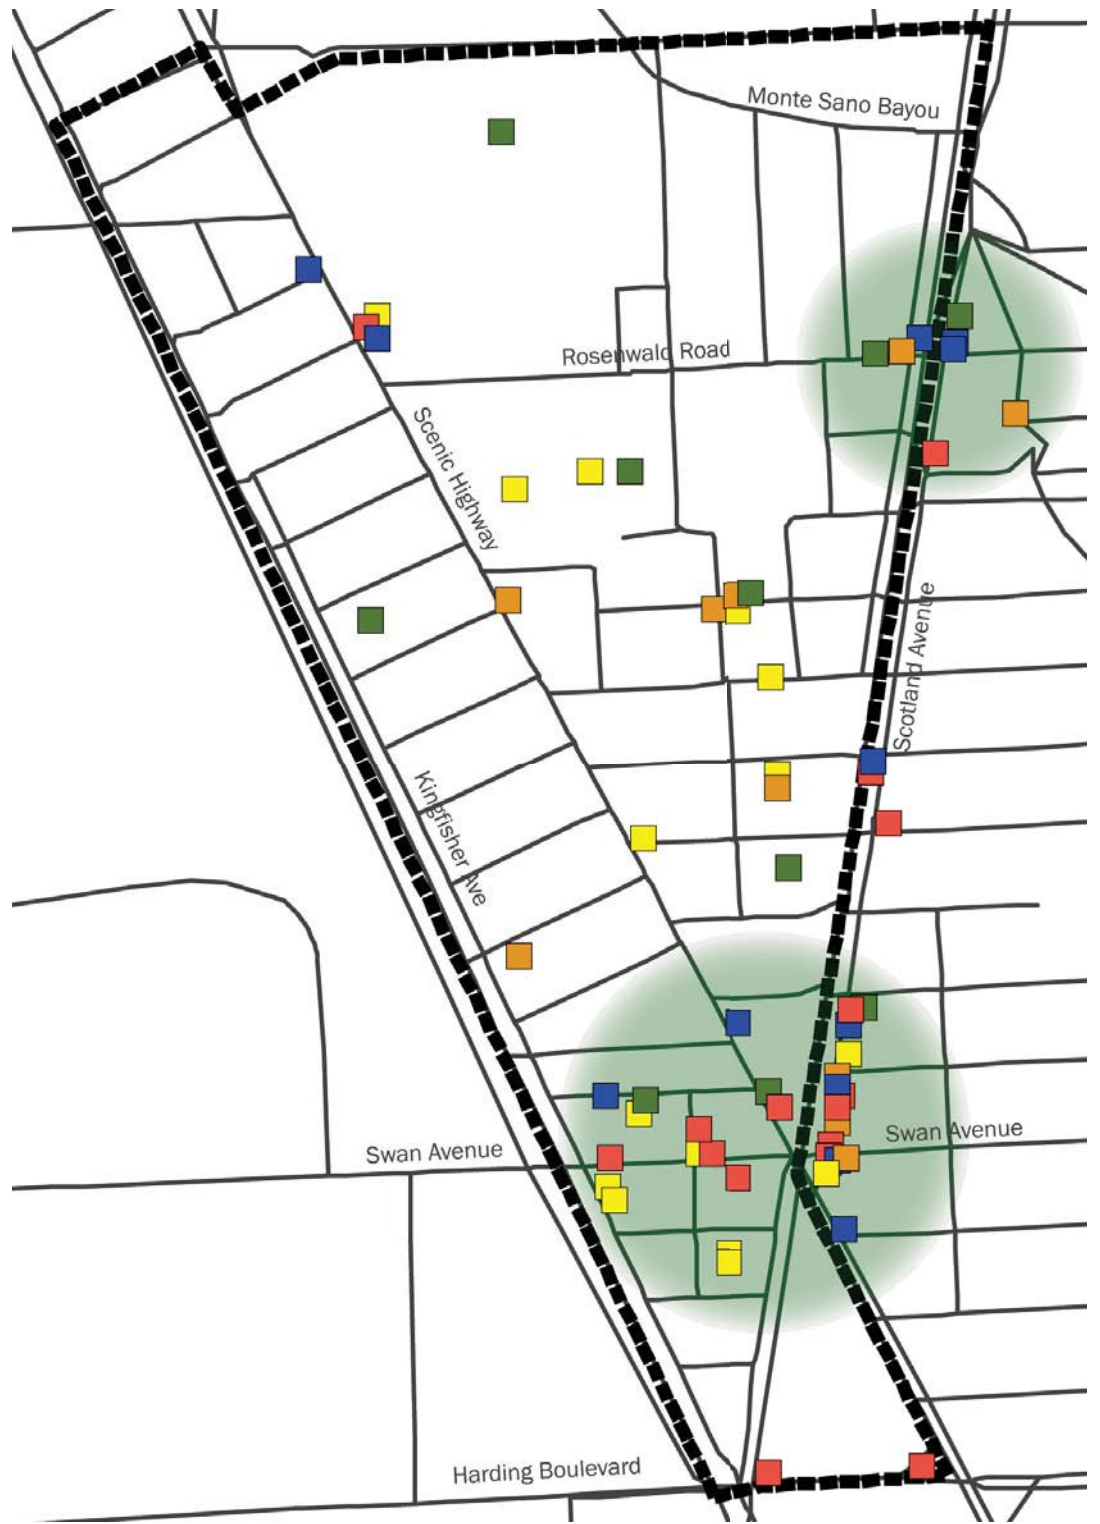 Monte Sano Bayou
Rosenwald Road
Scenic Highway
Scotland Avenue
Kingfisher Ave
Swan Avenue
Swan Avenue
Harding Boulevard